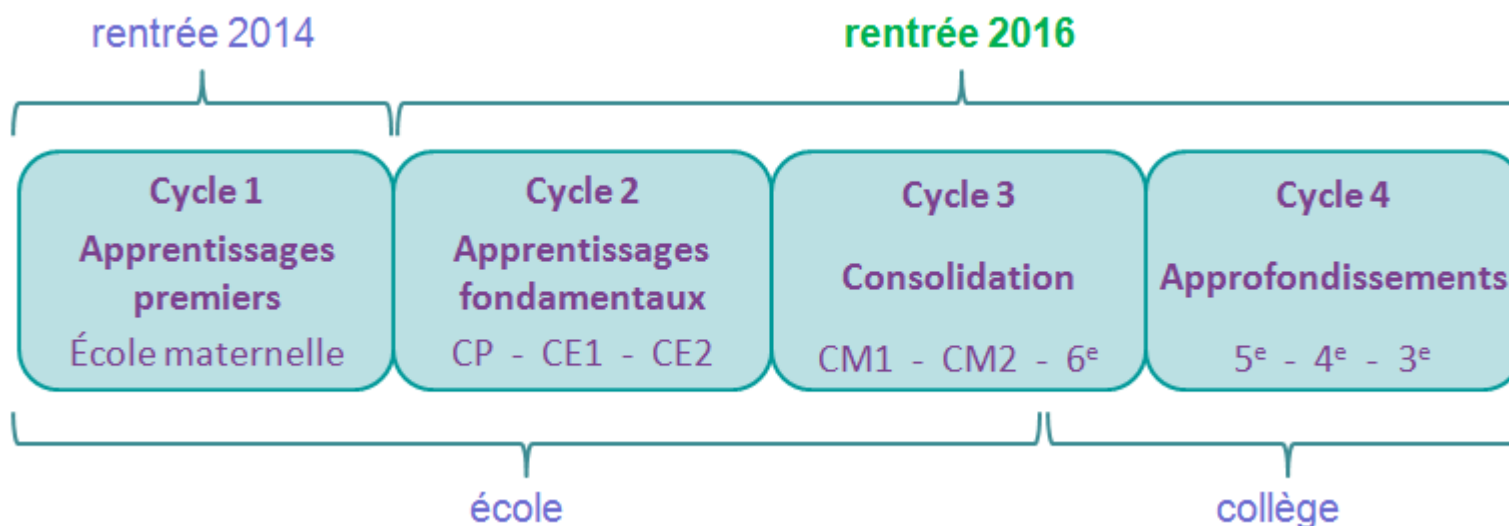 rentrée 2014
rentrée 2016
Cycle 1
Apprentissages
premiers
École maternelle
Cycle 2
Apprentissages
fondamentaux
CP - CE1 - CE2
Cycle 3
Consolidation
CM1 - CM2 - 6ᵉ
Cycle 4
Approfondissements
5ᵉ - 4ᵉ - 3ᵉ
école
collège